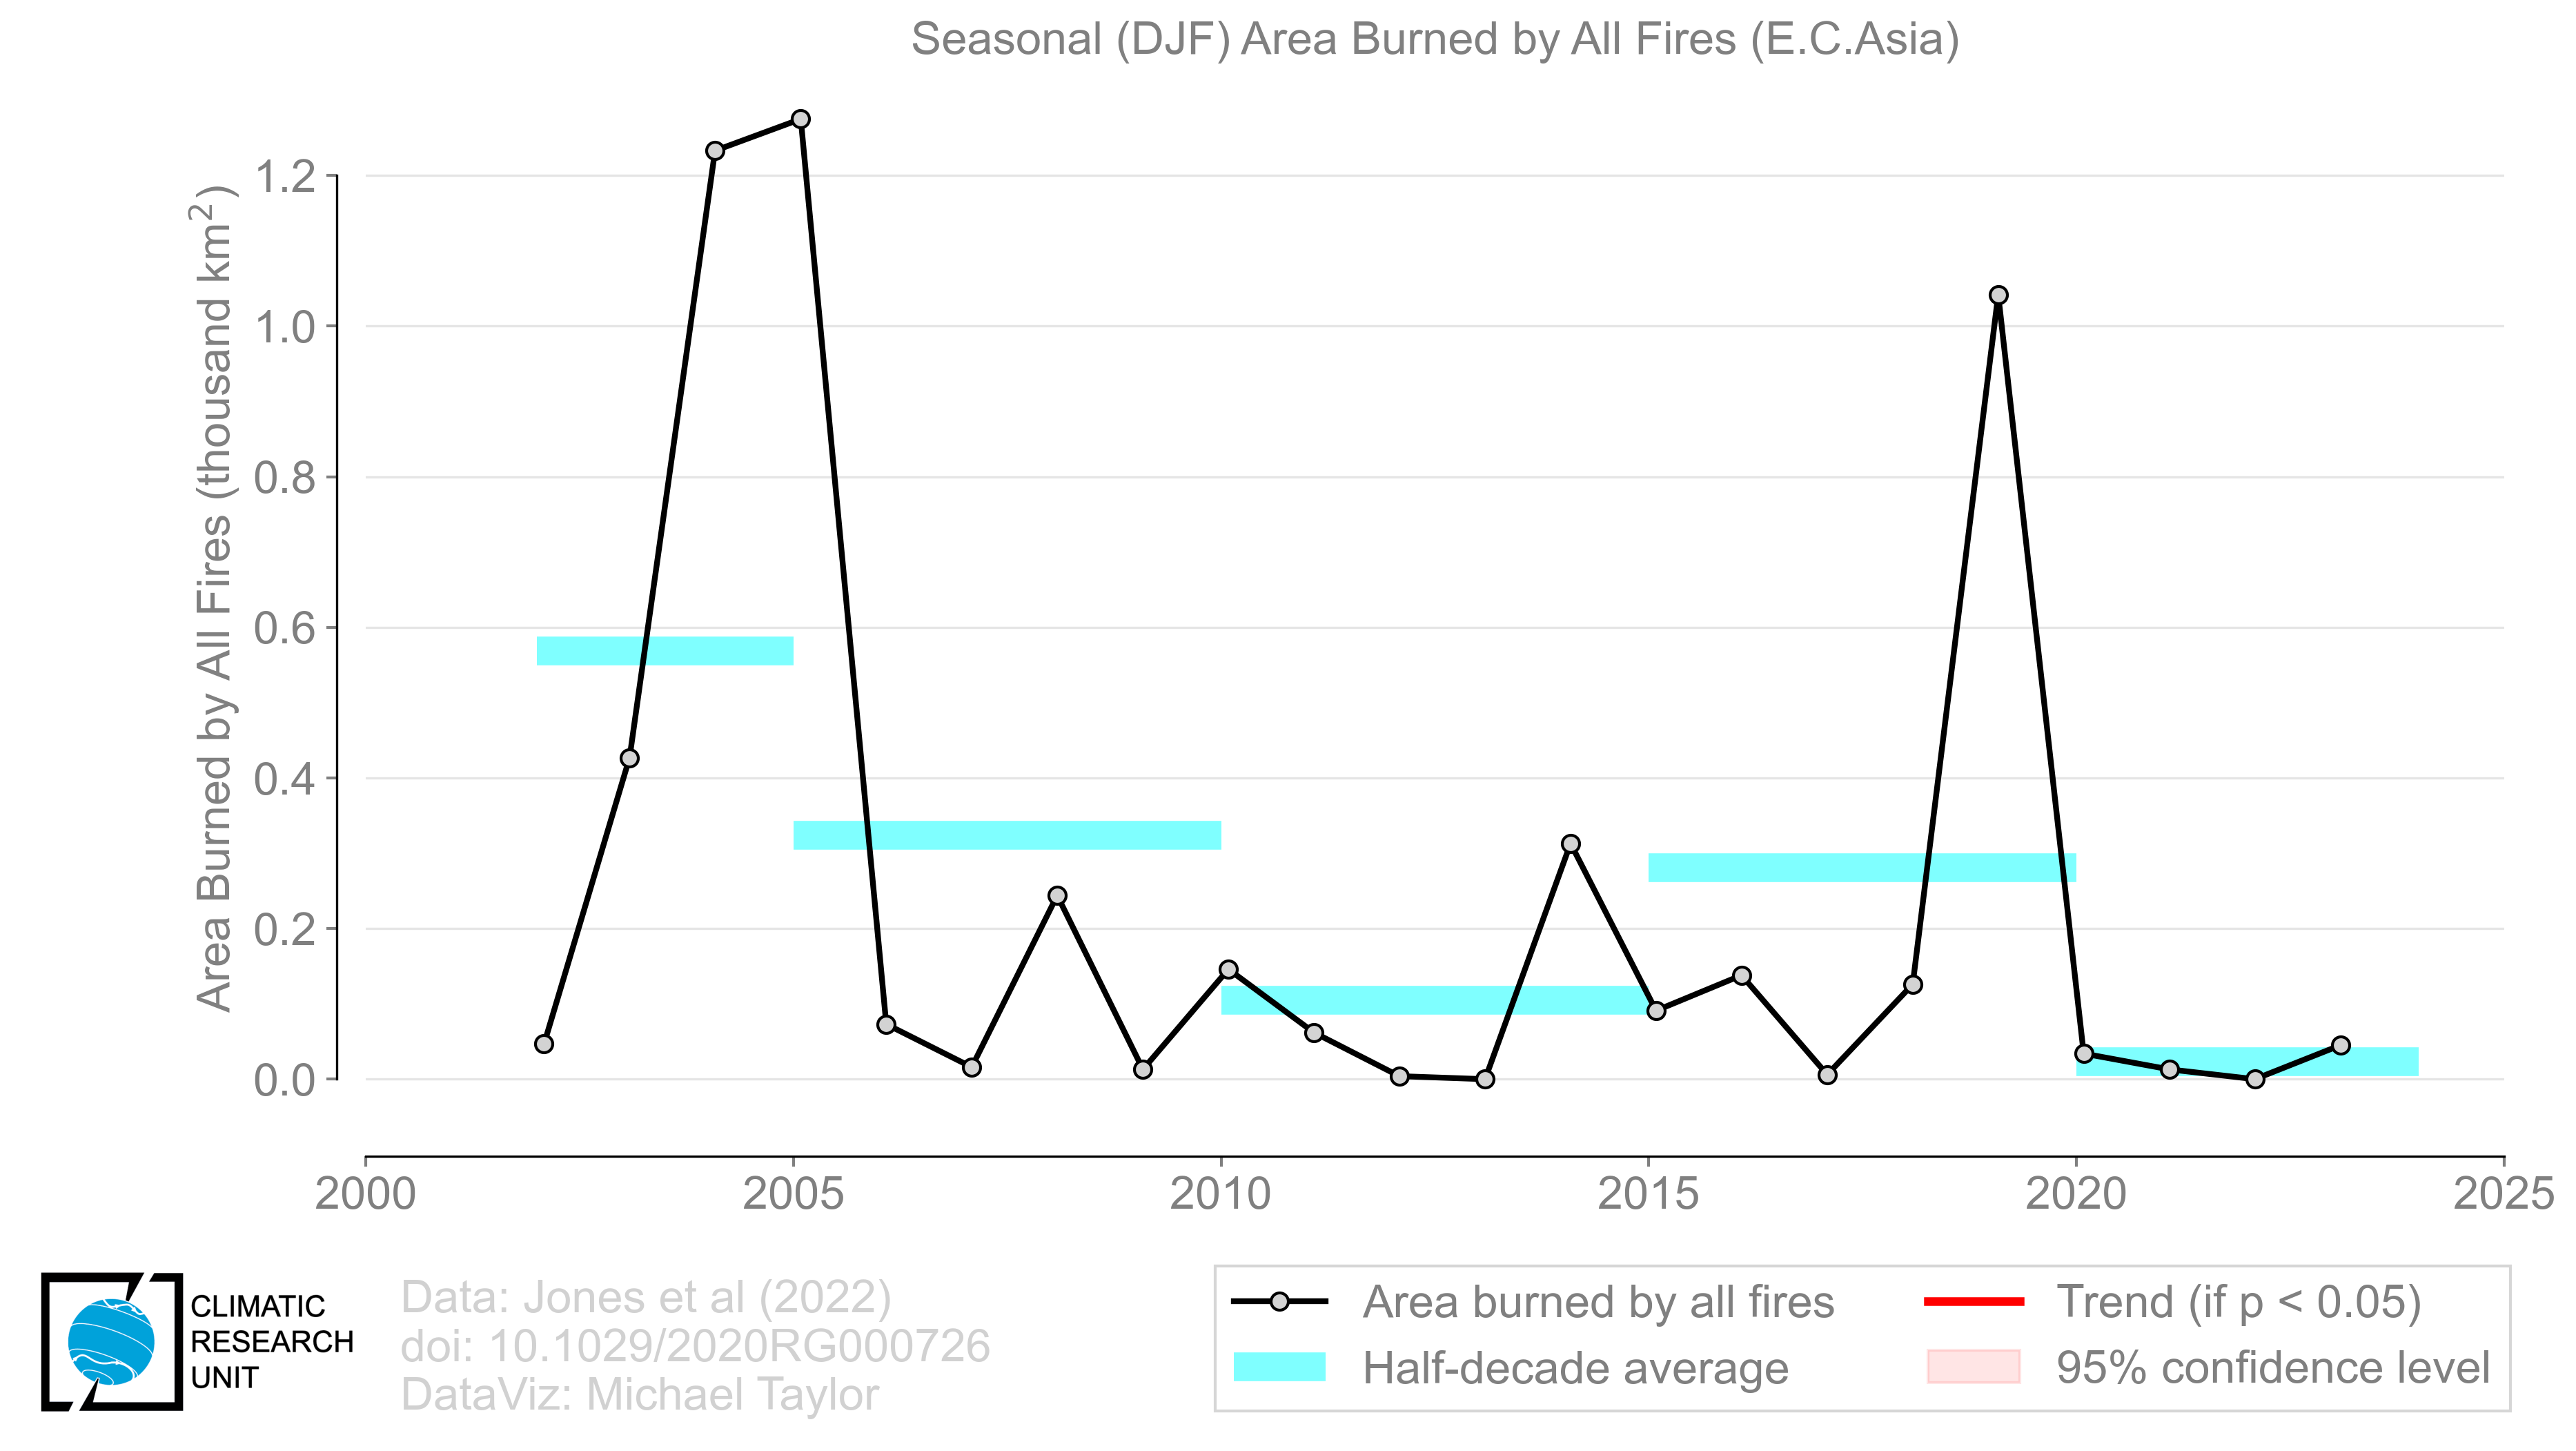 Seasonal (DJF) Area Burned by All Fires (E.C.Asia)
Area Burned by All Fires (thousand km²)
1.2
1.0
0.8
0.6
0.4
0.2
0.0
2000 2005 2010 2015 2020 2025
CLIMATIC
RESEARCH
UNIT
Data: Jones et al (2022)
doi: 10.1029/2020RG000726
DataViz: Michael Taylor
Area burned by all fires
Half-decade average
Trend (if p < 0.05)
95% confidence level